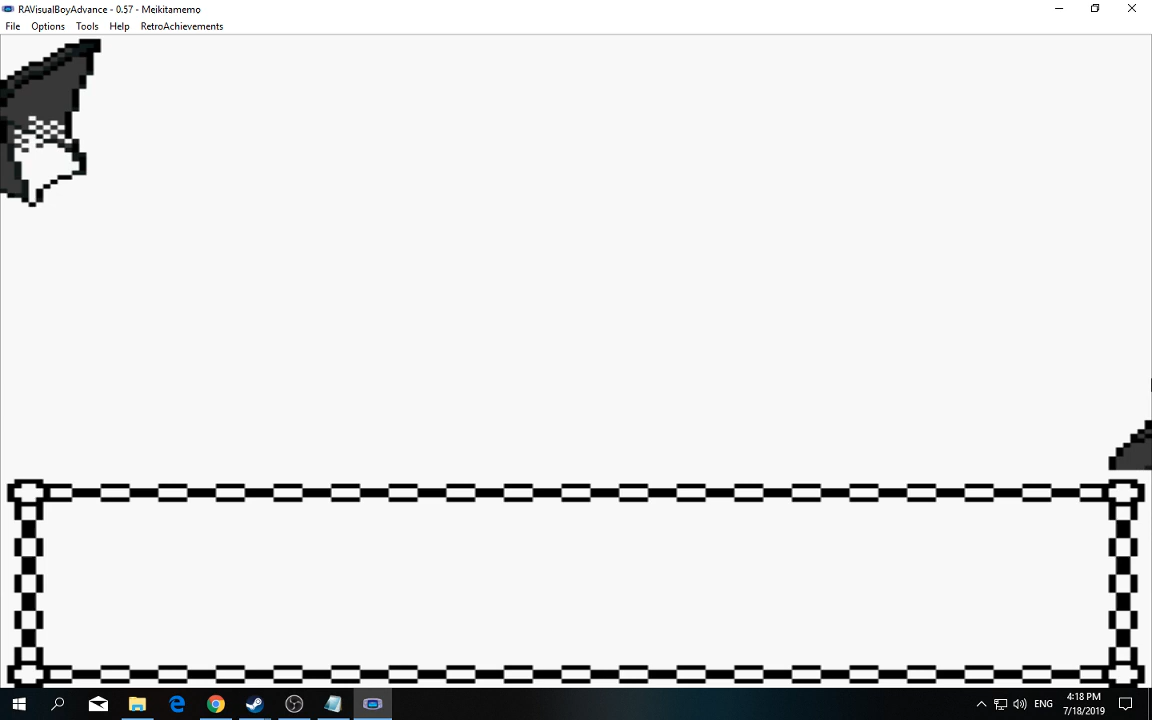 RAVisualBoyAdvance - 0.57 - Meikitamemo
File Options Tools Help RetroAchievements
ENG
4:18 PM
7/18/2019